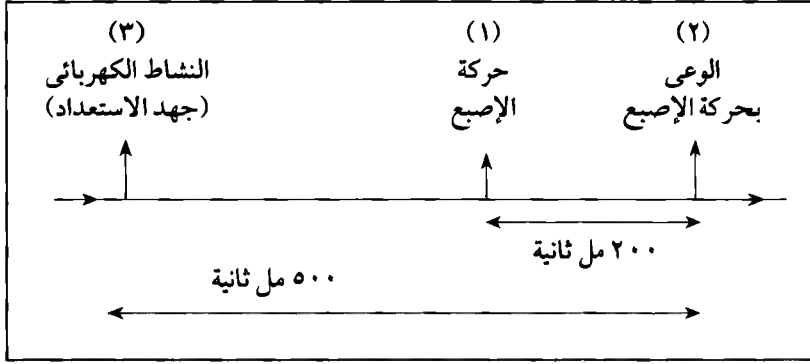 (٢)
الوعى
بحركة الإصبع
(١)
حركة
الإصبع
(٣)
النشاط الكهربائى
(جهد الاستعداد)
٢٠٠ مل ثانية
٥٠٠ مل ثانية